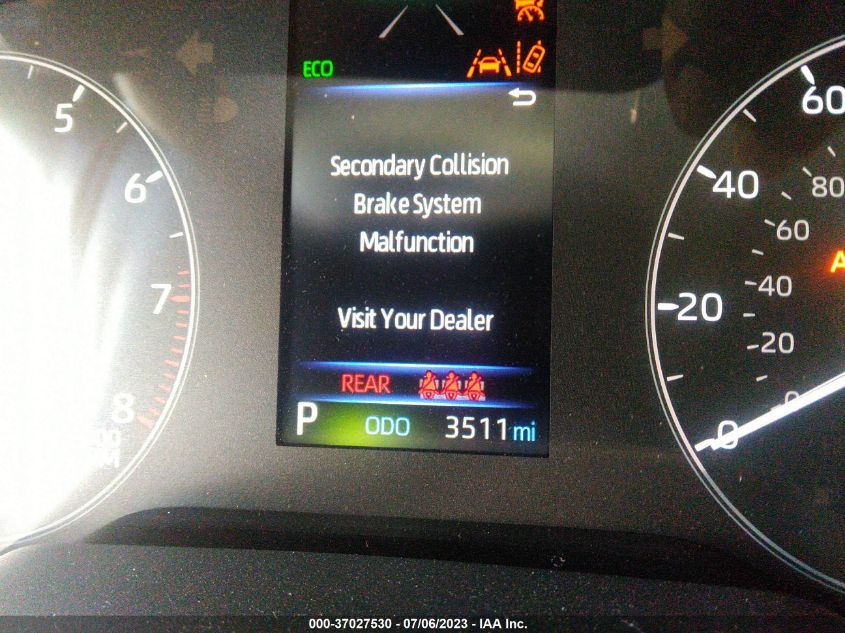 ECO
Secondary Collision
Brake System
Malfunction
Visit Your Dealer
REAR
P ODO 3511 mi
5
6
7
8
60
40
20
0
80
60
40
20
0
A
000-37027530 - 07/06/2023 - IAA Inc.